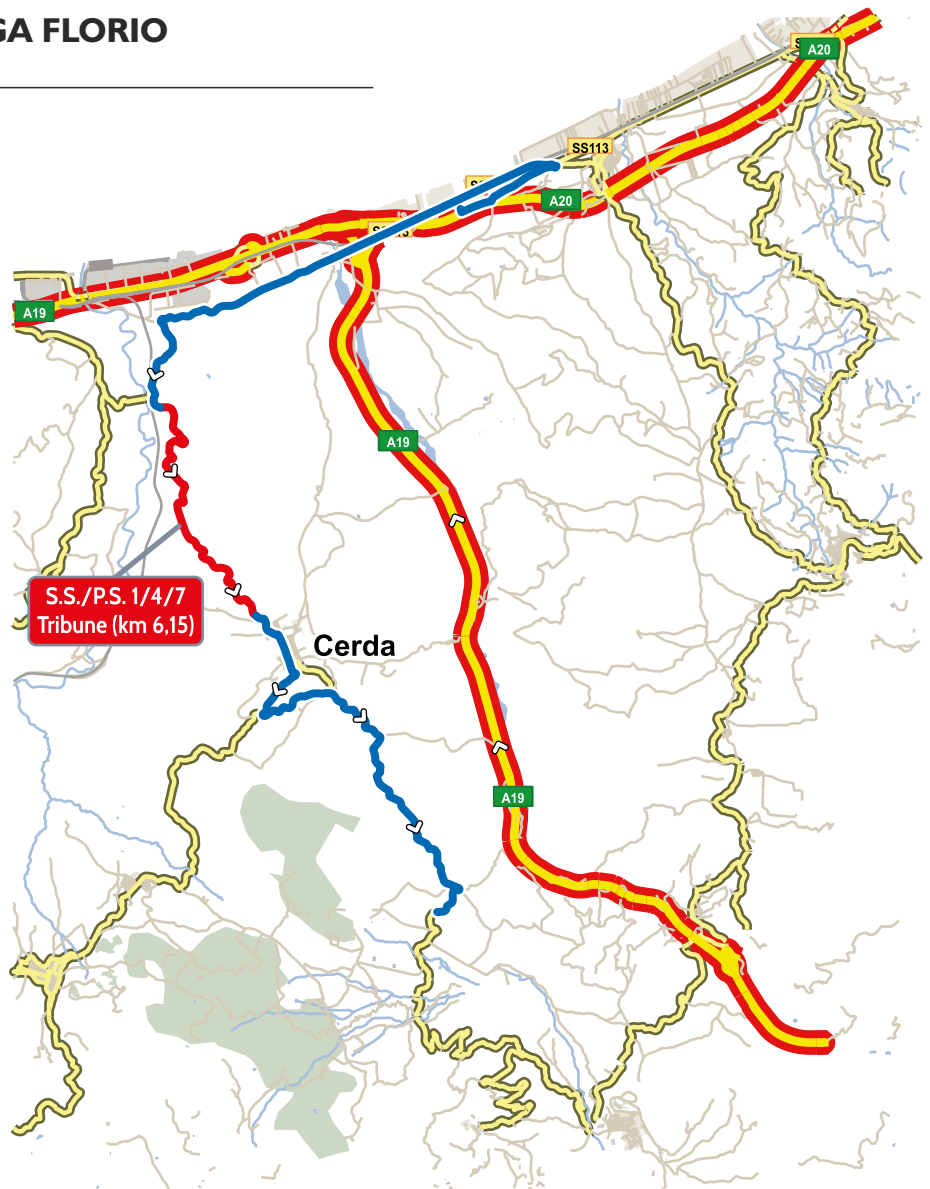 GA FLORIO
A20
SS113
A20
A19
A19
S.S./P.S. 1/4/7
Tribune (km 6,15)
Cerda
A19